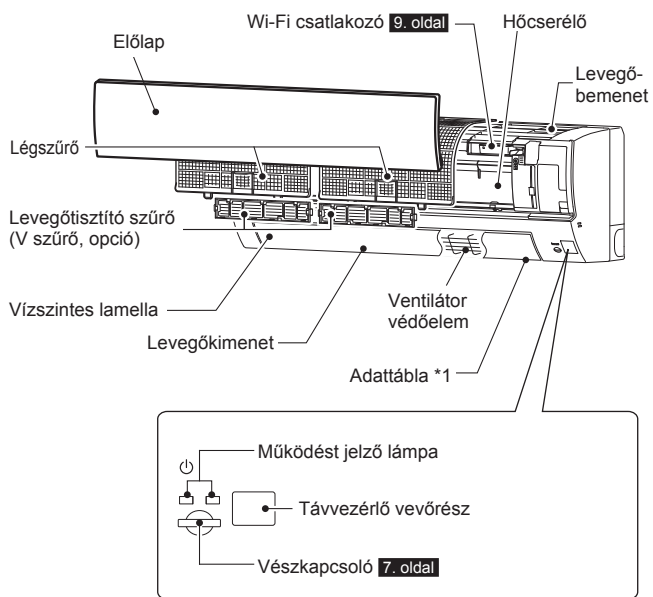 Wi-Fi csatlakozó 9. oldal
Hőcserélő
Előlap
Levegő-
bemenet
Légszűrő
Levegőtisztító szűrő
(V szűrő, opció)
Vízszintes lamella
Levegőkimenet
Ventilátor
védőelem
Adattábla *1
Működést jelző lámpa
Távvezérlő vevőrész
Vészkapcsoló 7. oldal